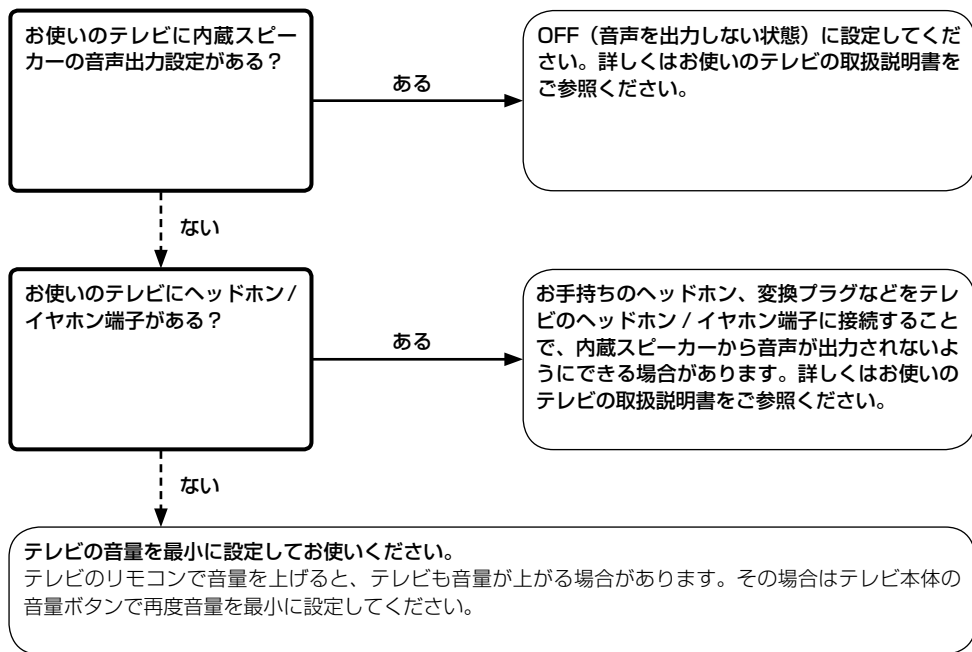 お使いのテレビに内蔵スピー
カーの音声出力設定がある？
ある
OFF（音声を出力しない状態）に設定してくだ
さい。詳しくはお使いのテレビの取扱説明書を
ご参照ください。
ない
お使いのテレビにヘッドホン /
イヤホン端子がある？
ある
お手持ちのヘッドホン、変換プラグなどをテレ
ビのヘッドホン / イヤホン端子に接続すること
で、内蔵スピーカーから音声が出力されないよ
うにできる場合があります。詳しくはお使いの
テレビの取扱説明書をご参照ください。
ない
テレビの音量を最小に設定してお使いください。
テレビのリモコンで音量を上げると、テレビも音量が上がる場合があります。その場合はテレビ本体の
音量ボタンで再度音量を最小に設定してください。